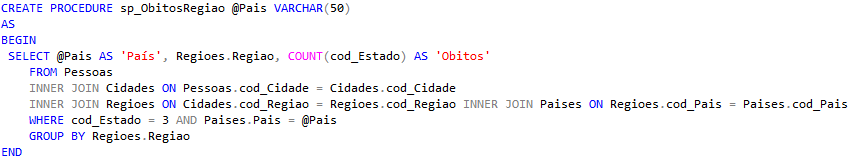 CREATE PROCEDURE sp_ObitosRegiao @Pais VARCHAR(50)
AS
BEGIN
SELECT @Pais AS 'País', Regioes.Regiao, COUNT(cod_Estado) AS 'Obitos'
FROM Pessoas
INNER JOIN Cidades ON Pessoas.cod_Cidade = Cidades.cod_Cidade
INNER JOIN Regioes ON Cidades.cod_Regiao = Regioes.cod_Regiao INNER JOIN Paises ON Regioes.cod_Pais = Paises.cod_Pais
WHERE cod_Estado = 3 AND Paises.Pais = @Pais
GROUP BY Regioes.Regiao
END